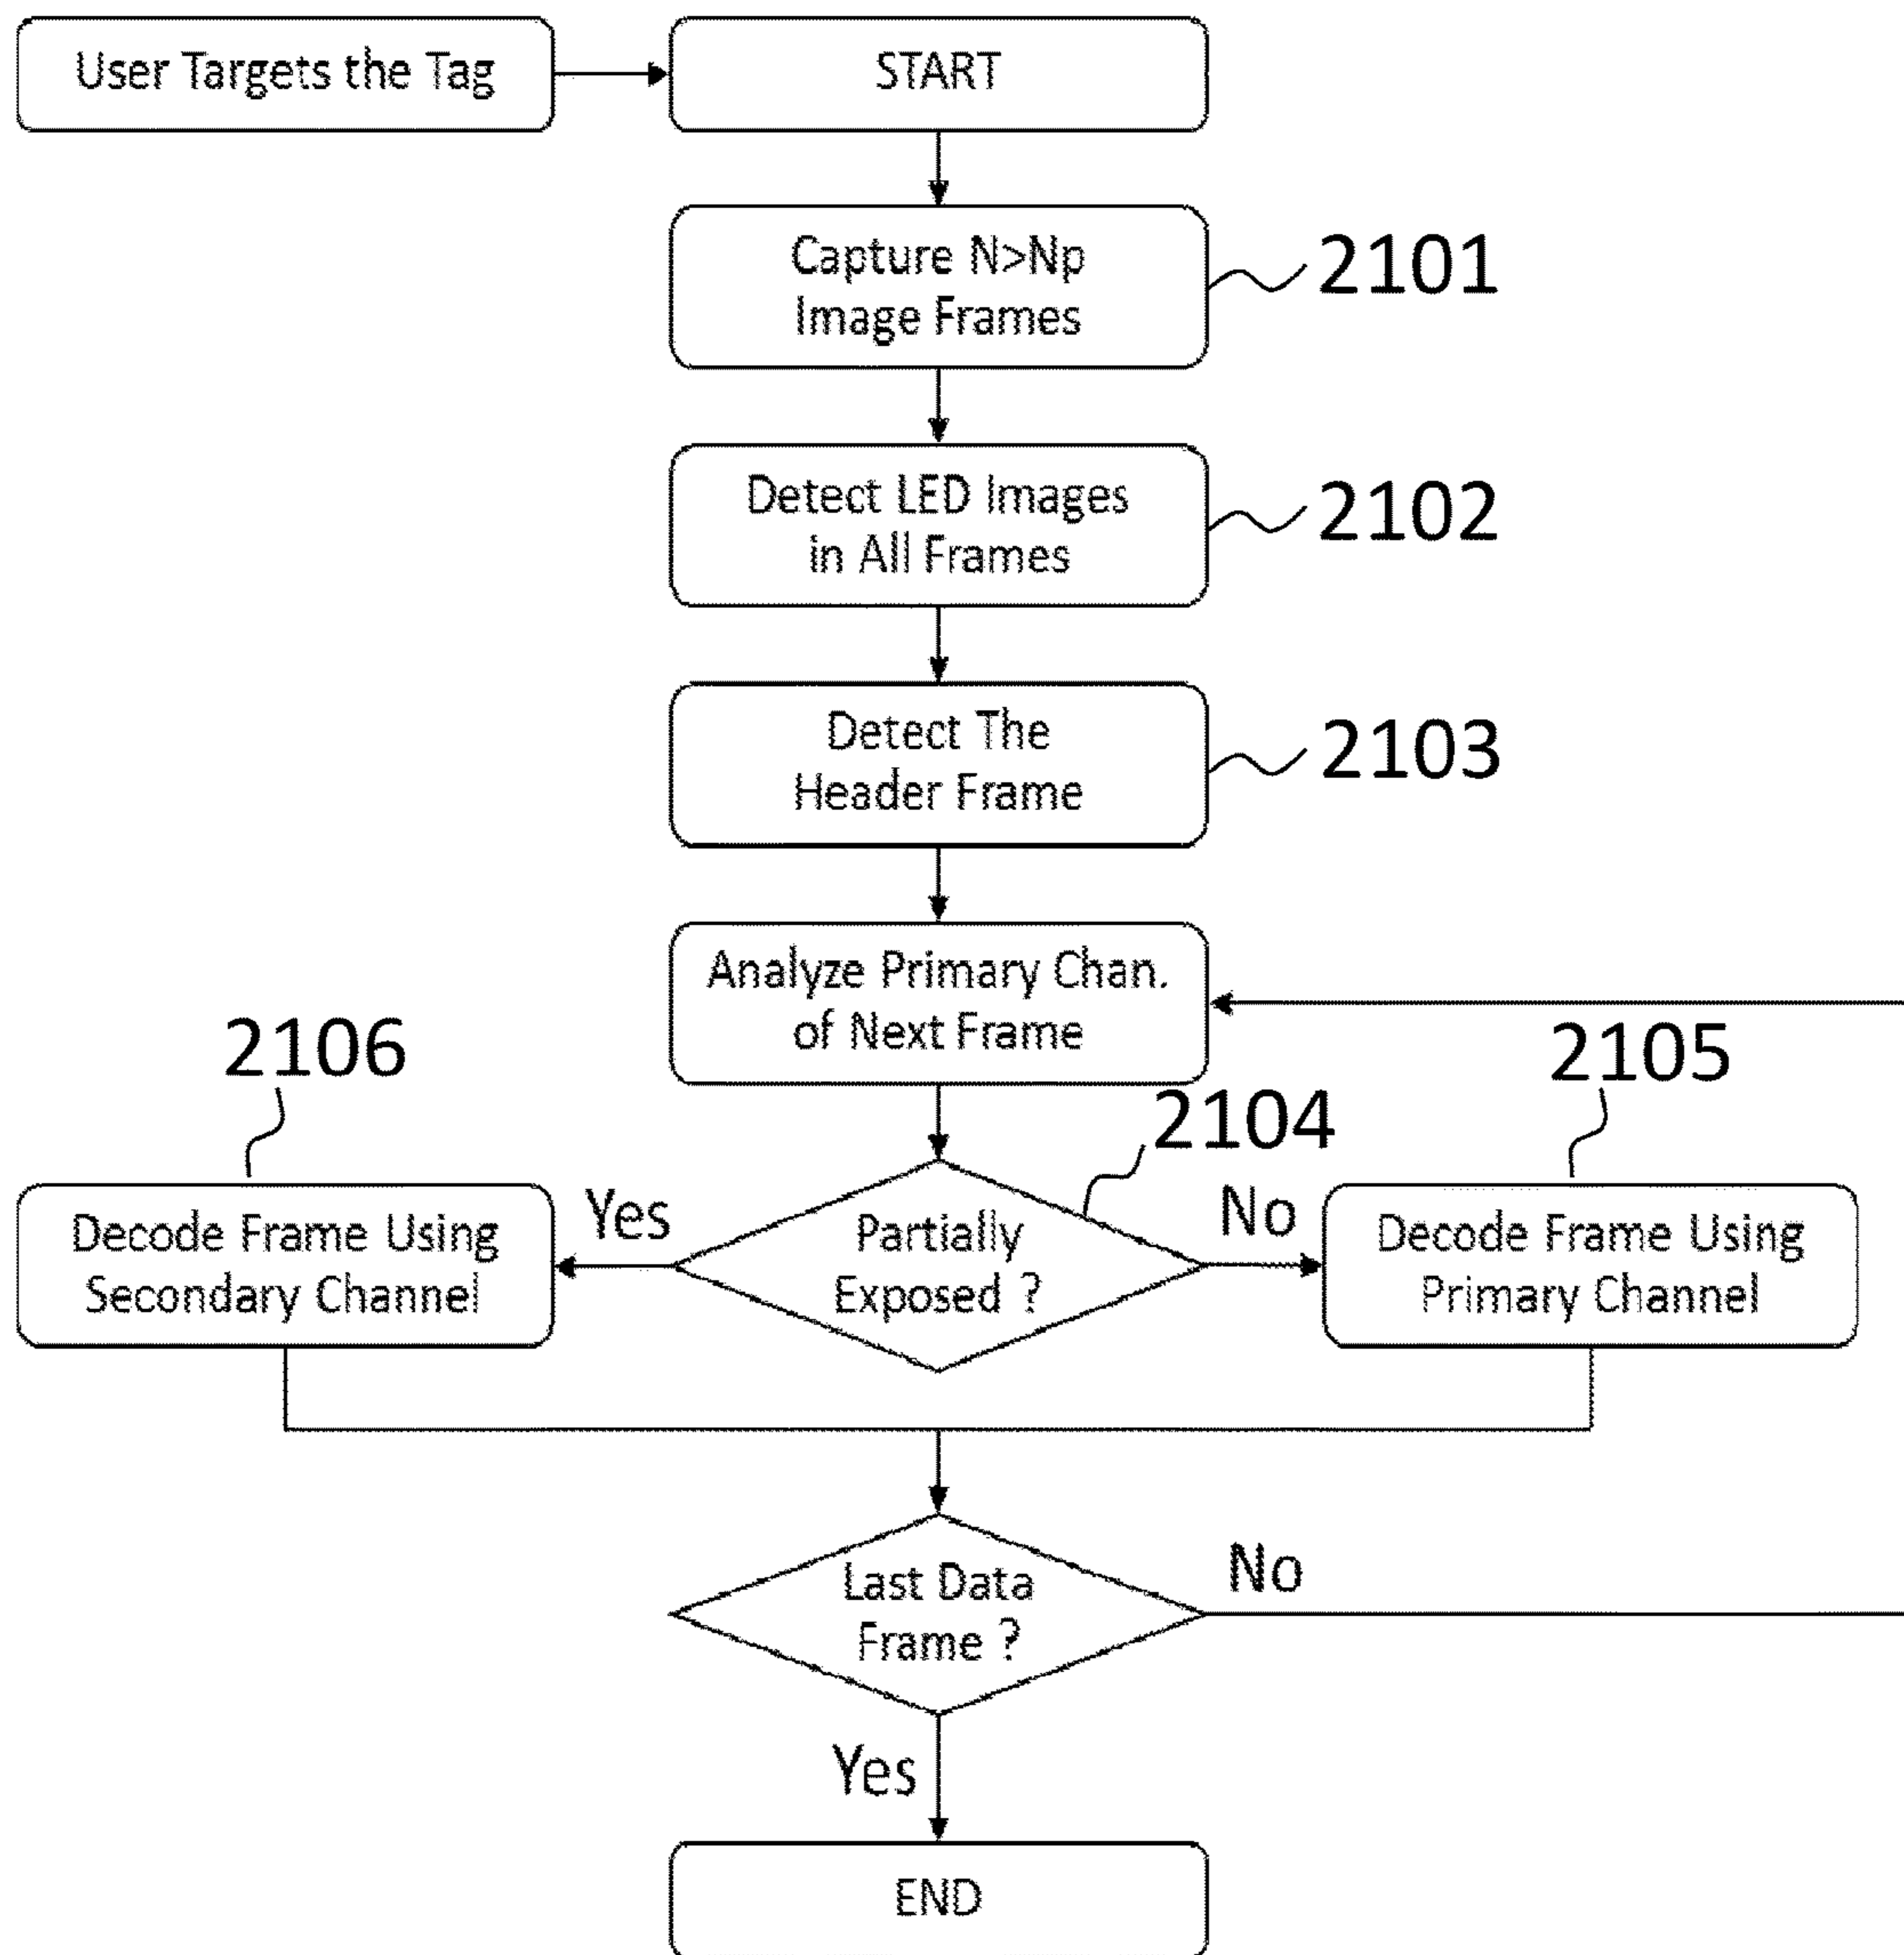 User Targets the Tag
START
Capture N>Np
Image Frames
2101
Detect LED Images
in All Frames
2102
Detect The
Header Frame
2103
Analyze Primary Chan.
of Next Frame
2106
2105
2104
Decode Frame Using
Secondary Channel
Yes
Partially
Exposed ?
No
Decode Frame Using
Primary Channel
Last Data
Frame ?
No
Yes
END